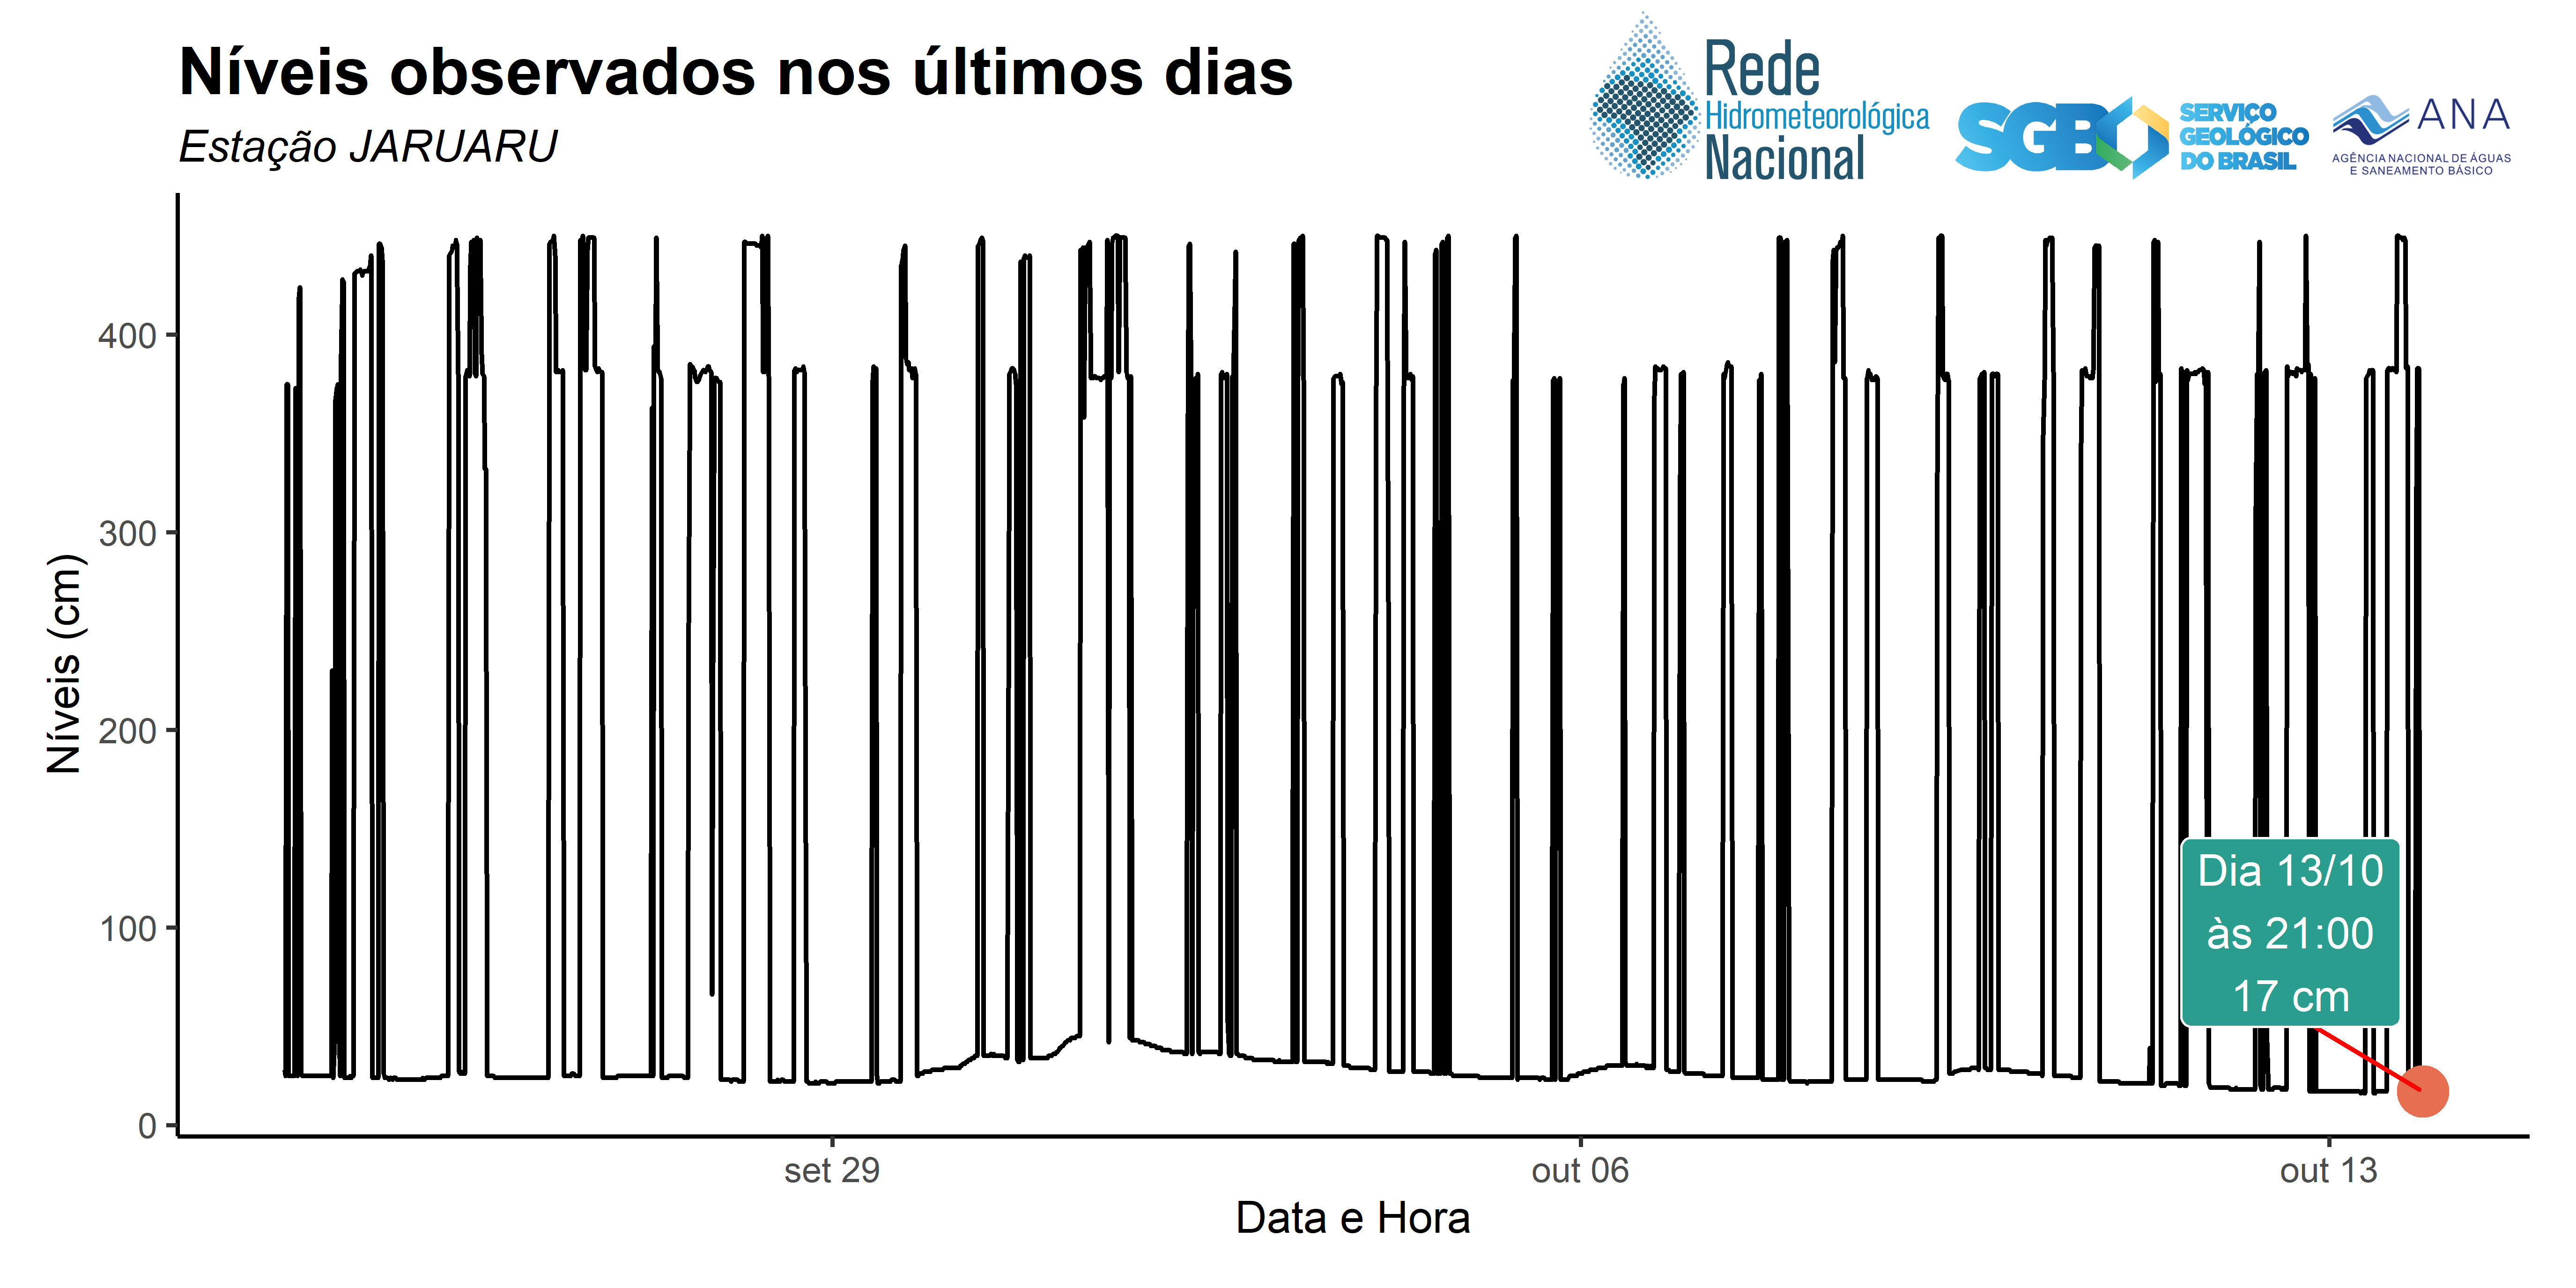 Níveis observados nos últimos dias
Estação JARUARU
Rede
Hidrometeorológica
Nacional
SGB
SERVIÇO
GEOLÓGICO
DO BRASIL
ANA
AGÊNCIA NACIONAL DE ÁGUAS
E SANEAMENTO BÁSICO
Níveis (cm)
400
300
200
100
0
Dia 13/10
às 21:00
17 cm
set 29
out 06
out 13
Data e Hora